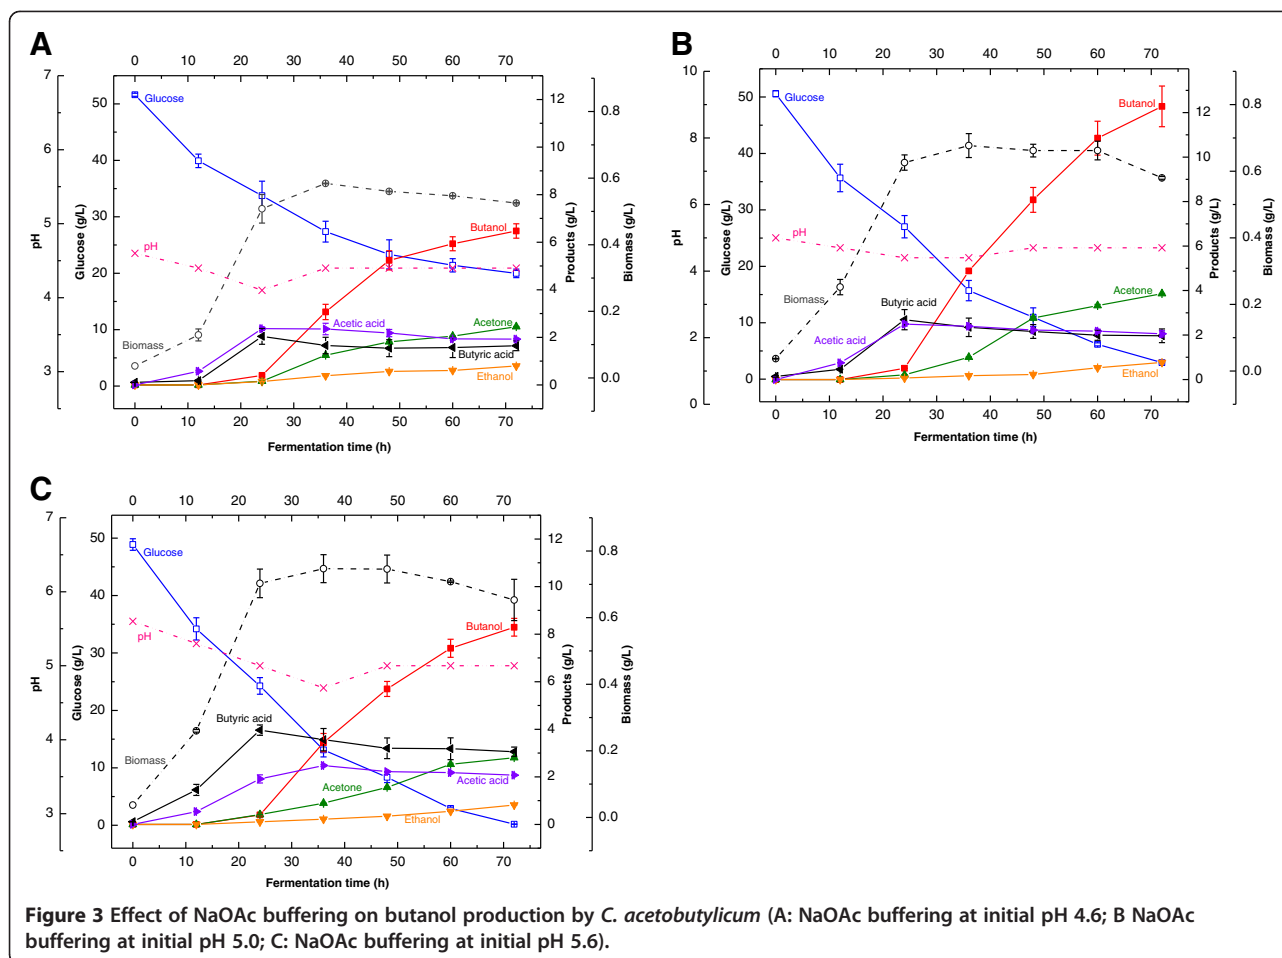 A
0 10 20 30 40 50 60 70
7
6
5
4
3
pH
50
40
30
20
10
0
Glucose (g/L)
Glucose
Butanol
pH
Biomass
Acetic acid
Acetone
Butyric acid
Ethanol
12
10
8
6
4
2
0
Products (g/L)
0.8
0.6
0.4
0.2
0.0
Biomass (g/L)
0 10 20 30 40 50 60 70
Fermentation time (h)
B
0 10 20 30 40 50 60 70
10
8
6
4
2
0
pH
50
40
30
20
10
0
Glucose (g/L)
Glucose
Butanol
pH
Biomass
Butyric acid
Acetone
Acetic acid
Ethanol
12
10
8
6
4
2
0
Products (g/L)
0.8
0.6
0.4
0.2
0.0
Biomass (g/L)
0 10 20 30 40 50 60 70
Fermentation time (h)
C
0 10 20 30 40 50 60 70
7
6
5
4
3
pH
50
40
30
20
10
0
Glucose (g/L)
Glucose
pH
Butanol
Butyric acid
Biomass
Acetone
Acetic acid
Ethanol
12
10
8
6
4
2
0
Products (g/L)
0.8
0.6
0.4
0.2
0.0
Biomass (g/L)
0 10 20 30 40 50 60 70
Fermentation time (h)
Figure 3 Effect of NaOAc buffering on butanol production by C. acetobutylicum (A: NaOAc buffering at initial pH 4.6; B NaOAc
buffering at initial pH 5.0; C: NaOAc buffering at initial pH 5.6).